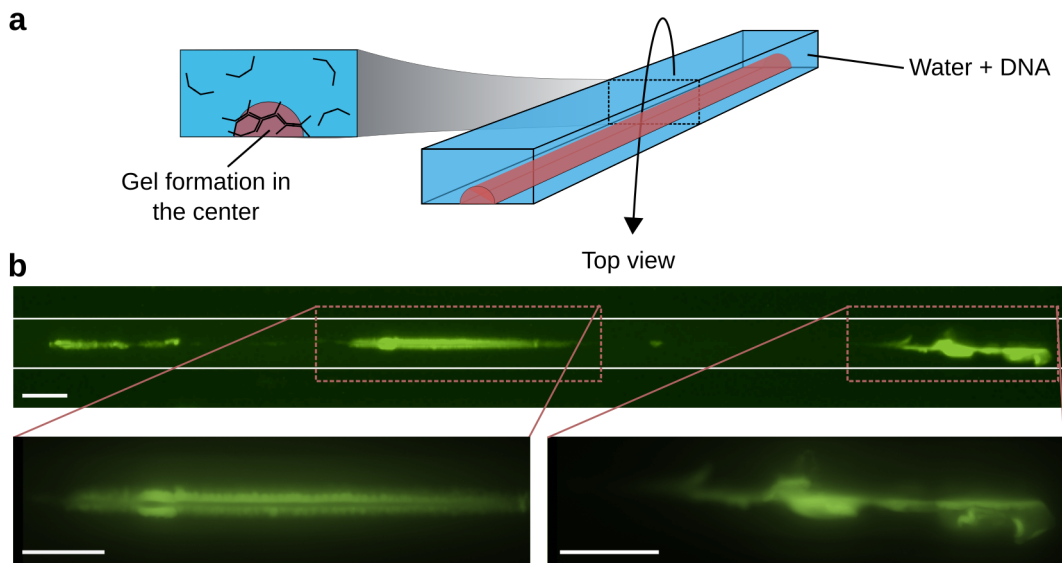 a
Water + DNA
Gel formation in
the center
Top view
b